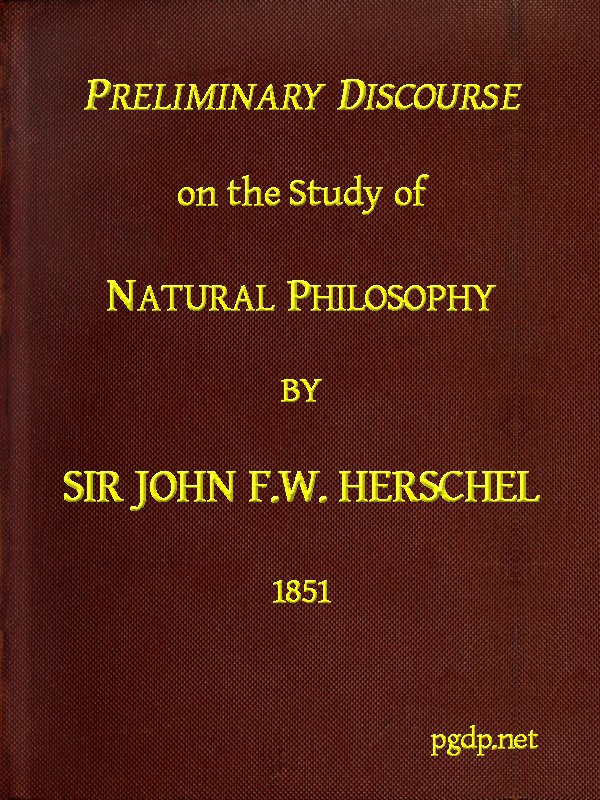 PRELIMINARY DISCOURSE
on the Study of
NATURAL PHILOSOPHY
BY
SIR JOHN F.W. HERSCHEL
1851
pgdp.net